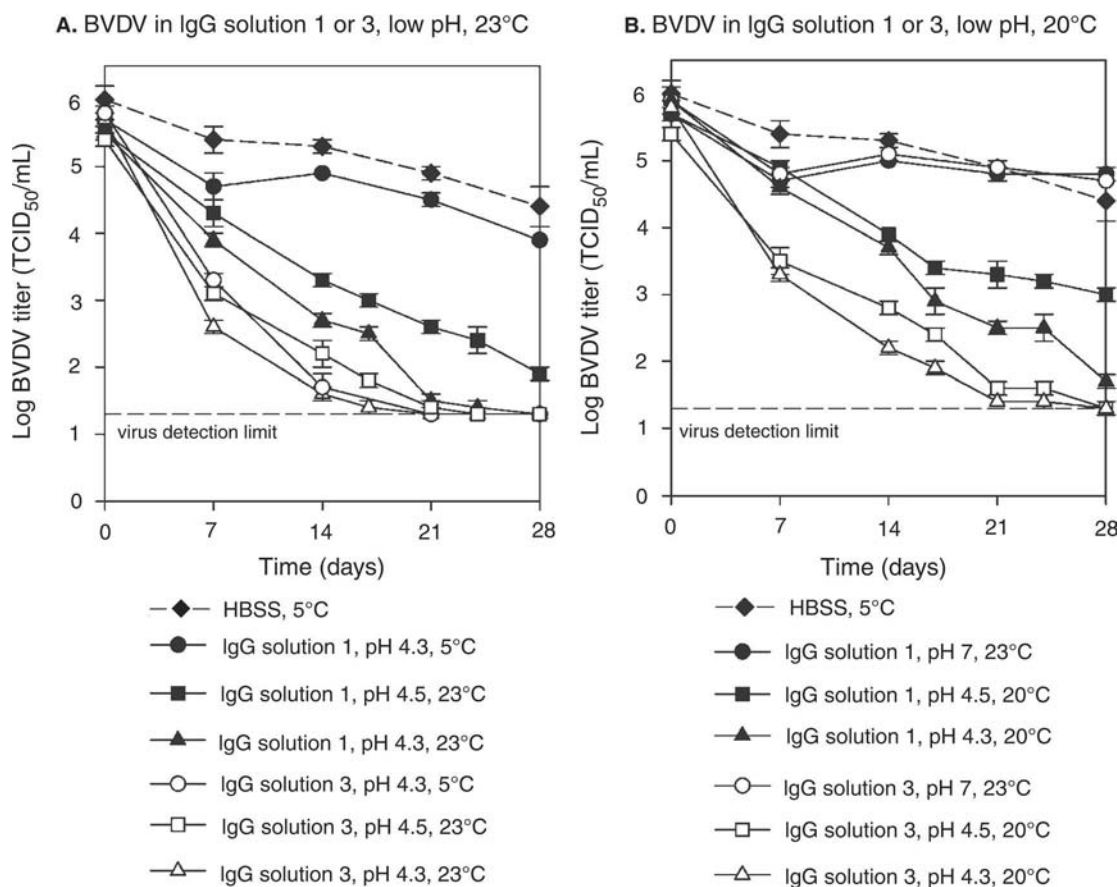 A. BVDV in IgG solution 1 or 3, low pH, 23°C
Log BVDV titer (TCID50/mL)
6
5
4
3
2
1
0
virus detection limit
0 7 14 21 28
Time (days)
HBSS, 5°C
IgG solution 1, pH 4.3, 5°C
IgG solution 1, pH 4.5, 23°C
IgG solution 1, pH 4.3, 23°C
IgG solution 3, pH 4.3, 5°C
IgG solution 3, pH 4.5, 23°C
IgG solution 3, pH 4.3, 23°C
B. BVDV in IgG solution 1 or 3, low pH, 20°C
Log BVDV titer (TCID50/mL)
6
5
4
3
2
1
0
virus detection limit
0 7 14 21 28
Time (days)
HBSS, 5°C
IgG solution 1, pH 7, 23°C
IgG solution 1, pH 4.5, 20°C
IgG solution 1, pH 4.3, 20°C
IgG solution 3, pH 7, 23°C
IgG solution 3, pH 4.5, 20°C
IgG solution 3, pH 4.3, 20°C